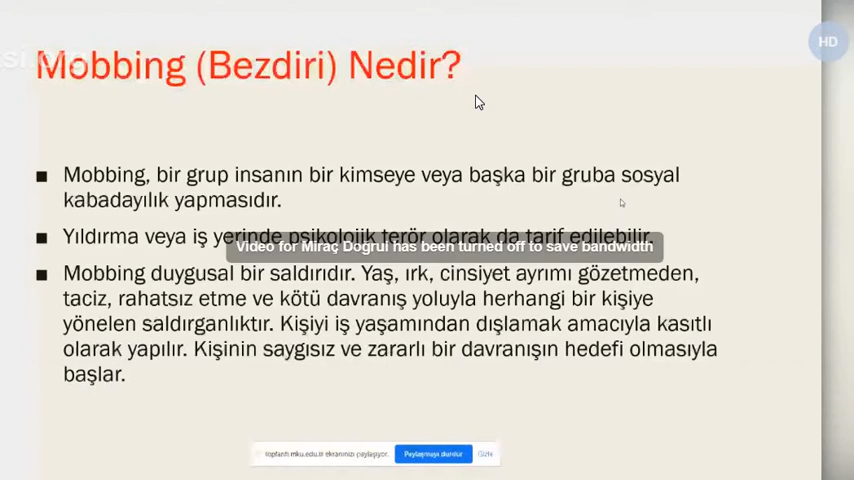 Mobbing (Bezdiri) Nedir?
HD
■ Mobbing, bir grup insanın bir kimseye veya başka bir gruba sosyal
kabadayılık yapmasıdır.
■ Yıldırma veya iş yerinde psikolojik terör olarak da tarif edilebilir.
Video for Miraç Doğrul has been turned off to save bandwidth
■ Mobbing duygusal bir saldırıdır. Yaş, ırk, cinsiyet ayrımı gözetmeden,
taciz, rahatsız etme ve kötü davranış yoluyla herhangi bir kişiye
yönelen saldırganlıktır. Kişiyi iş yaşamından dışlamak amacıyla kasıtlı
olarak yapılır. Kişinin saygısız ve zararlı bir davranışın hedefi olmasıyla
başlar.
toplanti.mku.edu.tr ekranınızı paylaşıyor. Paylaşmayı durdur Gizle